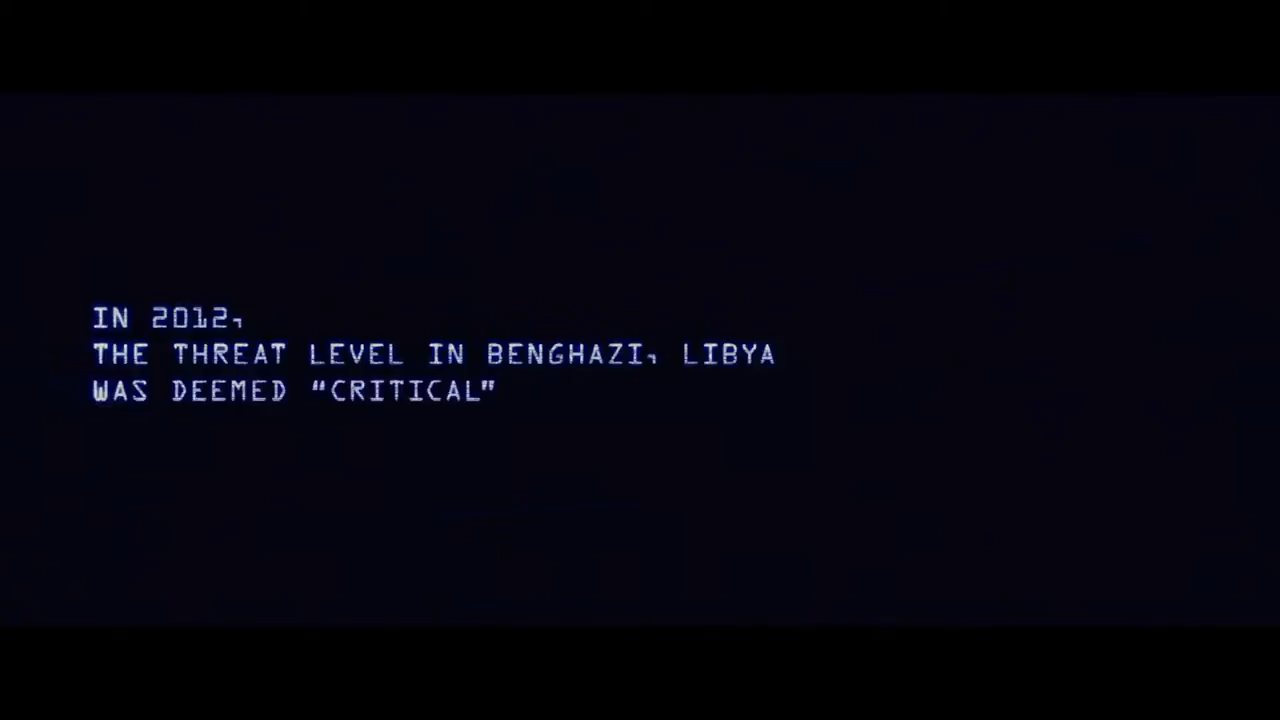 IN 2012,
THE THREAT LEVEL IN BENGHAZI, LIBYA
WAS DEEMED “CRITICAL”